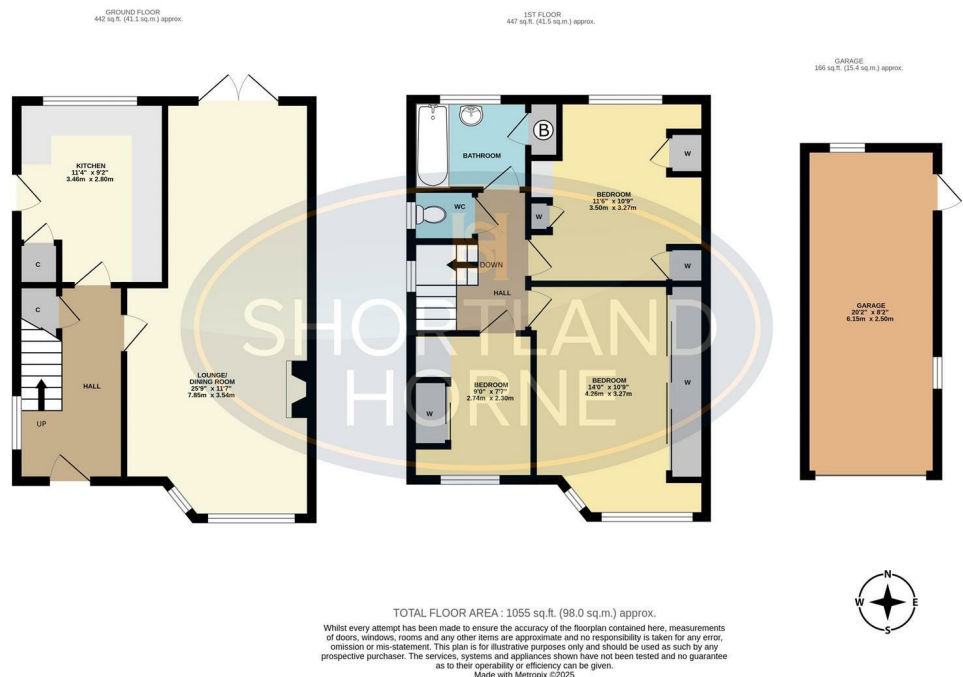 GROUND FLOOR
442 sq.ft. (41.1 sq.m.) approx.
KITCHEN
11'4" x 9'2"
3.46m x 2.80m
C
C
HALL
UP
LOUNGE/
DINING ROOM
25'9" x 11'7"
7.85m x 3.54m
1ST FLOOR
447 sq.ft. (41.5 sq.m.) approx.
BATHROOM
B
WC
W
BEDROOM
11'6" x 10'9"
3.50m x 3.27m
W
W
DOWN
HALL
BEDROOM
9'0" x 7'7"
2.74m x 2.30m
W
BEDROOM
14'0" x 10'9"
4.26m x 3.27m
W
GARAGE
166 sq.ft. (15.4 sq.m.) approx.
GARAGE
20'2" x 8'2"
6.15m x 2.50m
SHORTLAND
HORNE
N
W E
S
TOTAL FLOOR AREA : 1055 sq.ft. (98.0 sq.m.) approx.
Whilst every attempt has been made to ensure the accuracy of the floorplan contained here, measurements
of doors, windows, rooms and any other items are approximate and no responsibility is taken for any error,
omission or mis-statement. This plan is for illustrative purposes only and should be used as such by any
prospective purchaser. The services, systems and appliances shown have not been tested and no guarantee
as to their operability or efficiency can be given.
Made with Metropix ©2025